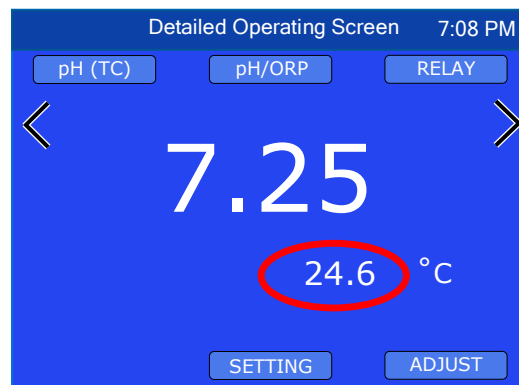 Detailed Operating Screen 7:08 PM
pH (TC) pH/ORP RELAY
7.25
24.6 °C
SETTING ADJUST